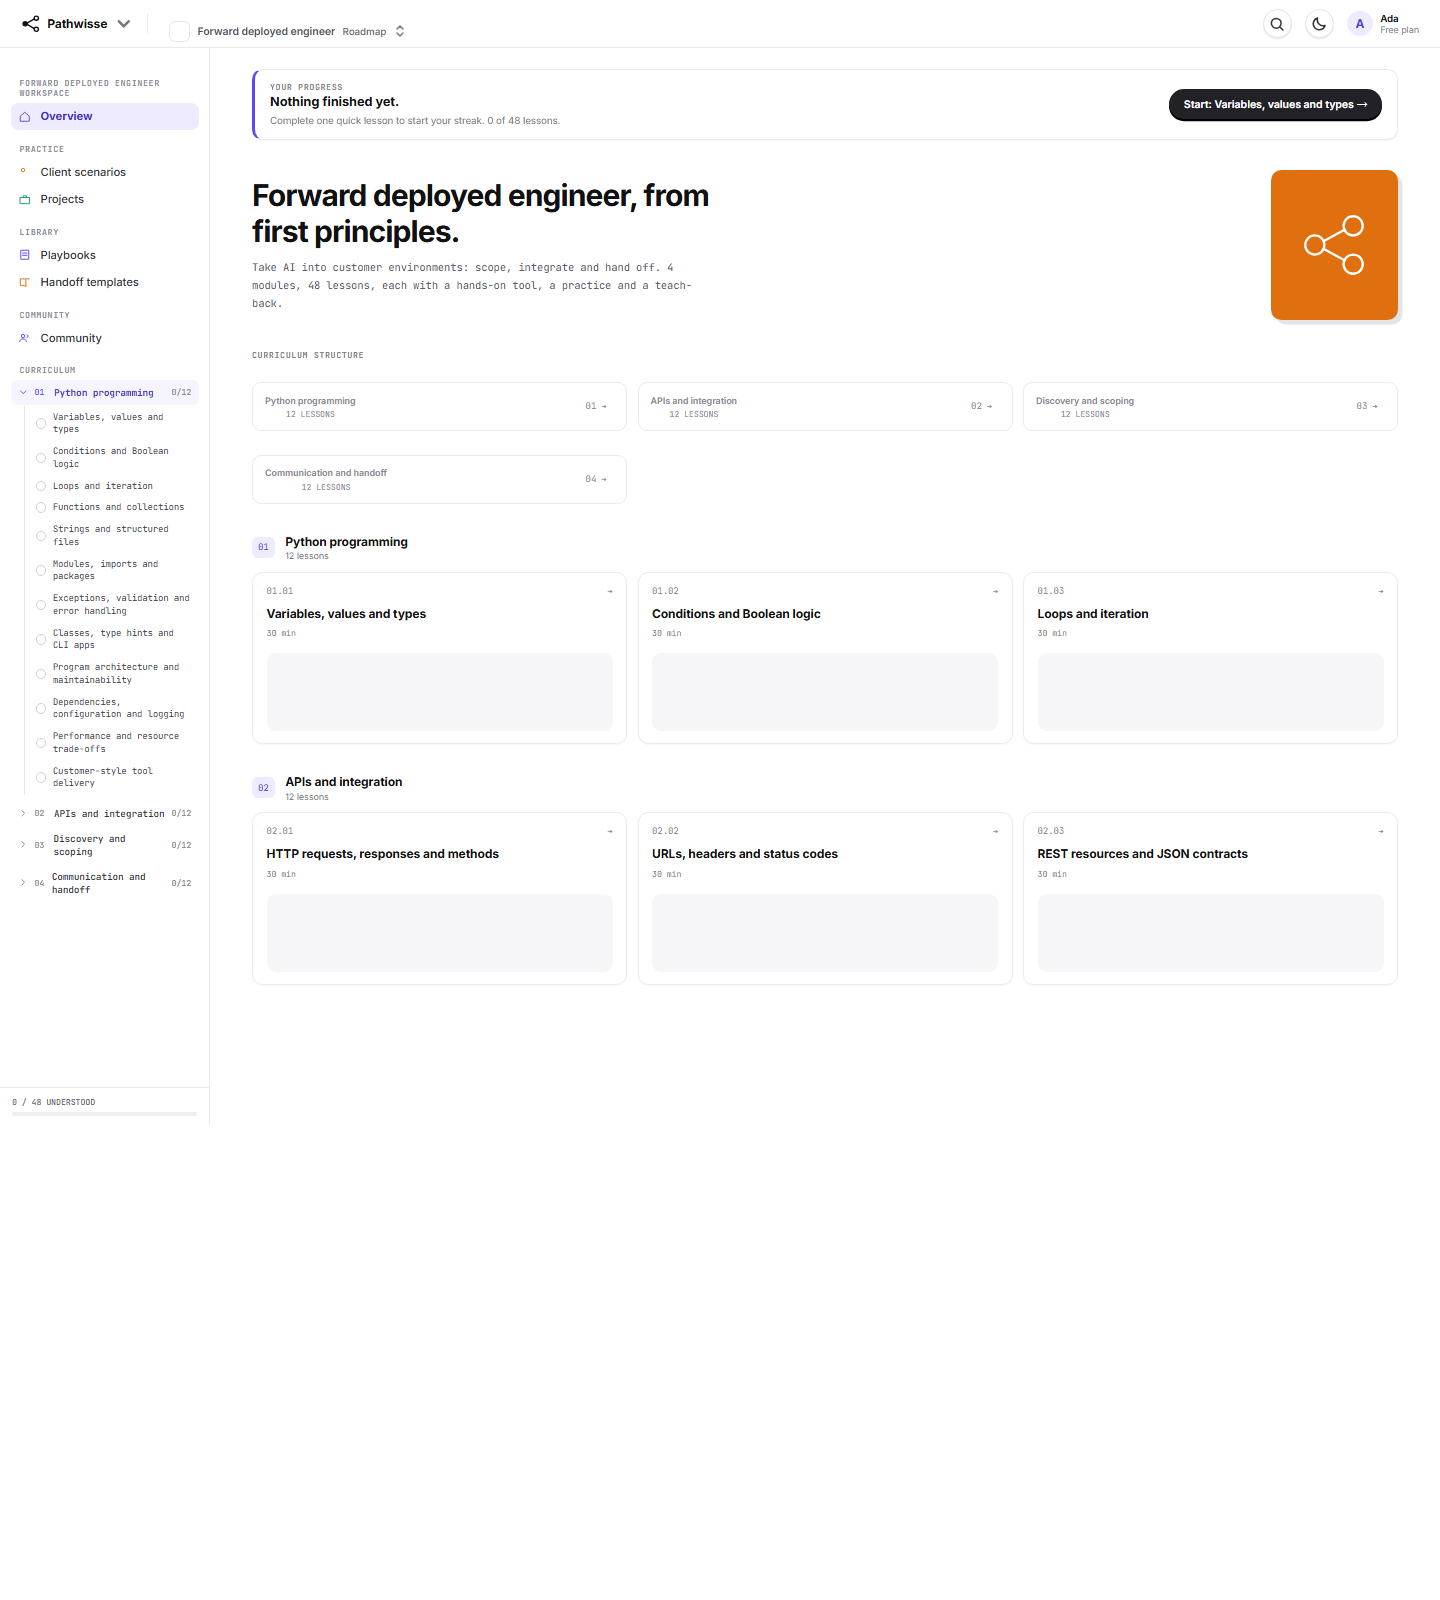 Pathwisse
Forward deployed engineer Roadmap
A
Ada
Free plan
FORWARD DEPLOYED ENGINEER
WORKSPACE
Overview
PRACTICE
Client scenarios
Projects
LIBRARY
Playbooks
Handoff templates
COMMUNITY
Community
CURRICULUM
01 Python programming 0/12
Variables, values and
types
Conditions and Boolean
logic
Loops and iteration
Functions and collections
Strings and structured
files
Modules, imports and
packages
Exceptions, validation and
error handling
Classes, type hints and
CLI apps
Program architecture and
maintainability
Dependencies,
configuration and logging
Performance and resource
trade-offs
Customer-style tool
delivery
02 APIs and integration 0/12
03 Discovery and
scoping 0/12
04 Communication and
handoff 0/12
0 / 48 UNDERSTOOD
YOUR PROGRESS
Nothing finished yet.
Complete one quick lesson to start your streak. 0 of 48 lessons.
Start: Variables, values and types →
Forward deployed engineer, from
first principles.
Take AI into customer environments: scope, integrate and hand off. 4
modules, 48 lessons, each with a hands-on tool, a practice and a teach-
back.
CURRICULUM STRUCTURE
Python programming
12 LESSONS
01 →
APIs and integration
12 LESSONS
02 →
Discovery and scoping
12 LESSONS
03 →
Communication and handoff
12 LESSONS
04 →
01 Python programming
12 lessons
01.01 →
Variables, values and types
30 min
01.02 →
Conditions and Boolean logic
30 min
01.03 →
Loops and iteration
30 min
02 APIs and integration
12 lessons
02.01 →
HTTP requests, responses and methods
30 min
02.02 →
URLs, headers and status codes
30 min
02.03 →
REST resources and JSON contracts
30 min